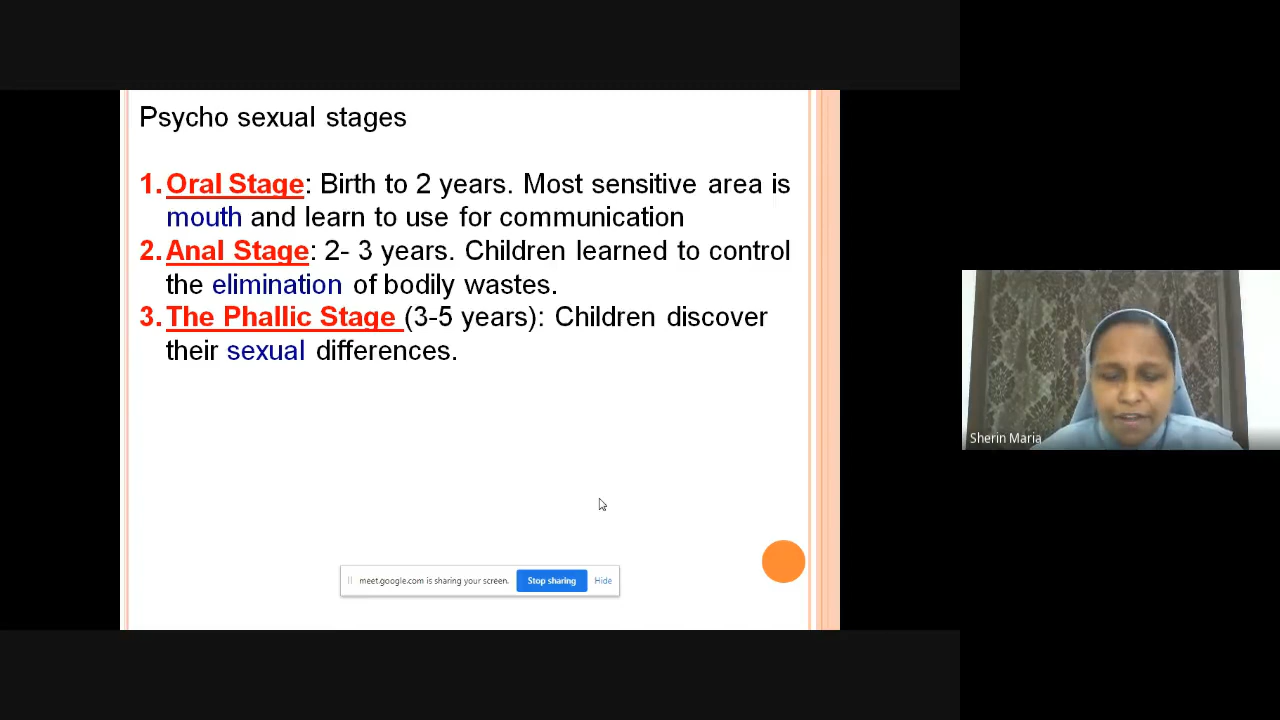 Psycho sexual stages
1. Oral Stage: Birth to 2 years. Most sensitive area is
mouth and learn to use for communication
2. Anal Stage: 2- 3 years. Children learned to control
the elimination of bodily wastes.
3. The Phallic Stage (3-5 years): Children discover
their sexual differences.
meet.google.com is sharing your screen. Stop sharing Hide
Sherin Maria